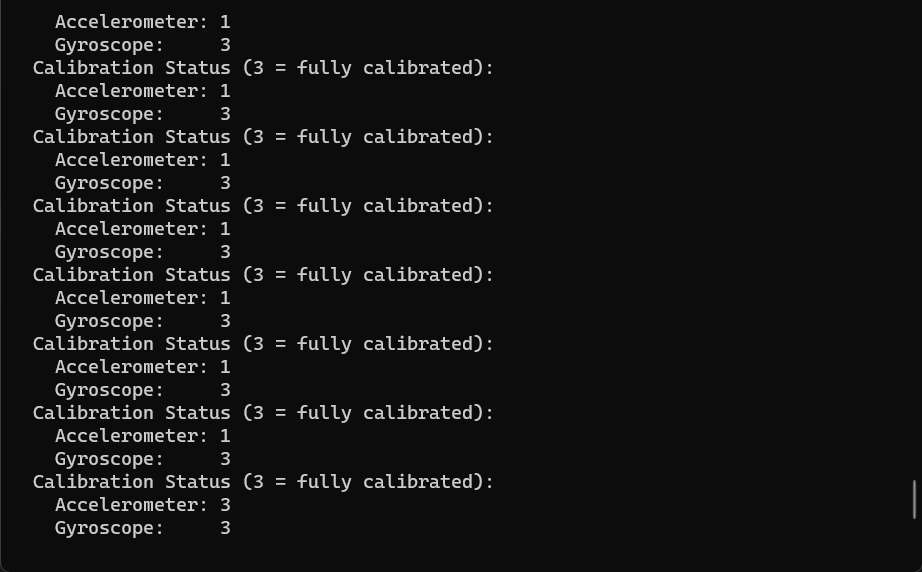 Accelerometer: 1
Gyroscope: 3
Calibration Status (3 = fully calibrated):
Accelerometer: 1
Gyroscope: 3
Calibration Status (3 = fully calibrated):
Accelerometer: 1
Gyroscope: 3
Calibration Status (3 = fully calibrated):
Accelerometer: 1
Gyroscope: 3
Calibration Status (3 = fully calibrated):
Accelerometer: 1
Gyroscope: 3
Calibration Status (3 = fully calibrated):
Accelerometer: 1
Gyroscope: 3
Calibration Status (3 = fully calibrated):
Accelerometer: 1
Gyroscope: 3
Calibration Status (3 = fully calibrated):
Accelerometer: 3
Gyroscope: 3